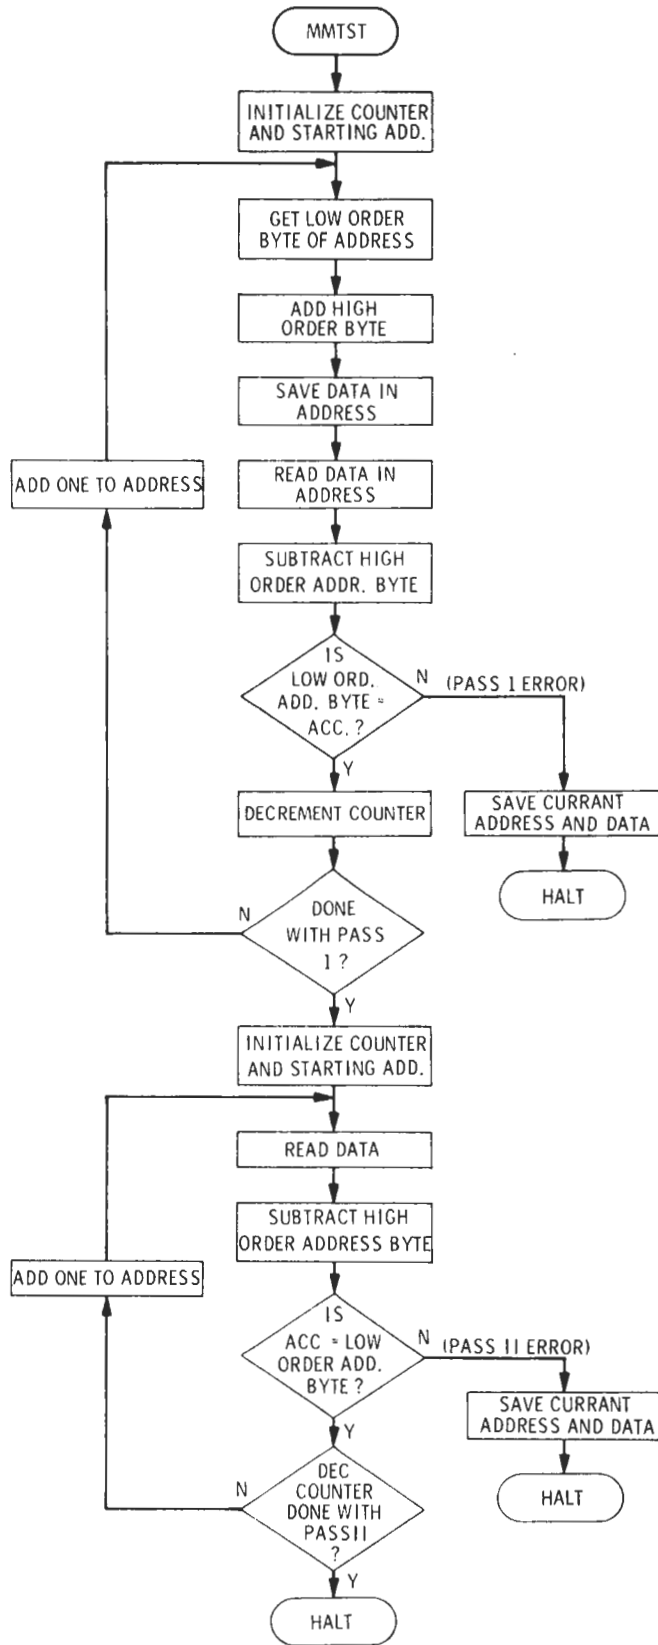 MMTST
INITIALIZE COUNTER
AND STARTING ADD.
GET LOW ORDER
BYTE OF ADDRESS
ADD HIGH
ORDER BYTE
SAVE DATA IN
ADDRESS
ADD ONE TO ADDRESS
READ DATA IN
ADDRESS
SUBTRACT HIGH
ORDER ADDR. BYTE
IS
LOW ORD.
ADD. BYTE =
ACC. ?
N (PASS I ERROR)
Y
DECREMENT COUNTER
SAVE CURRANT
ADDRESS AND DATA
HALT
N
DONE
WITH PASS
I ?
Y
INITIALIZE COUNTER
AND STARTING ADD.
READ DATA
SUBTRACT HIGH
ORDER ADDRESS BYTE
ADD ONE TO ADDRESS
IS
ACC = LOW
ORDER ADD.
BYTE ?
N (PASS II ERROR)
Y
SAVE CURRANT
ADDRESS AND DATA
HALT
N
DEC
COUNTER
DONE WITH
PASSII
?
Y
HALT